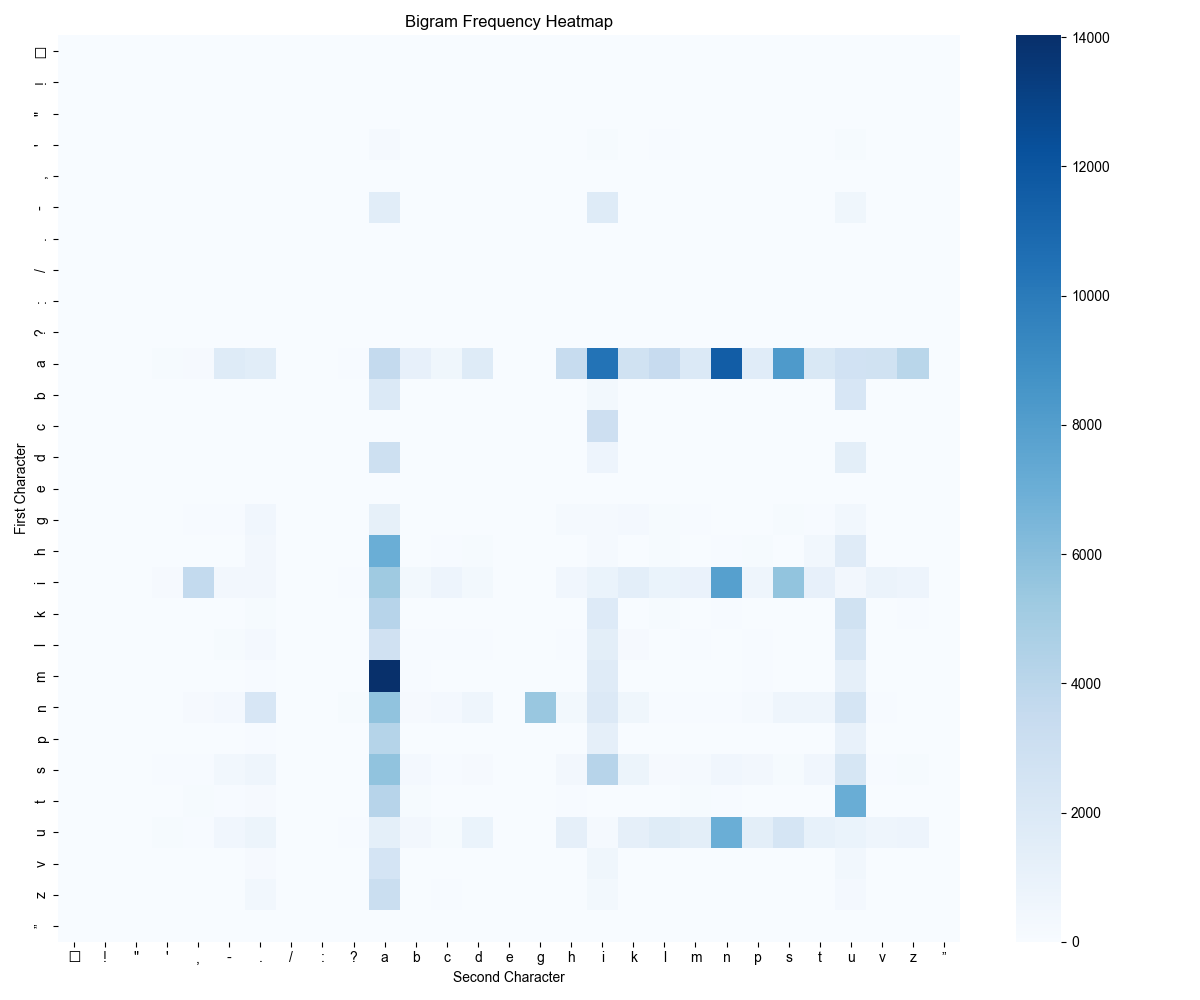 Bigram Frequency Heatmap
First Character
□
!
"
'
,
-
.
/
:
?
a
b
c
d
e
g
h
i
k
l
m
n
p
s
t
u
v
z
”
□ ! " ' , - . / : ? a b c d e g h i k l m n p s t u v z ”
Second Character
14000
12000
10000
8000
6000
4000
2000
0